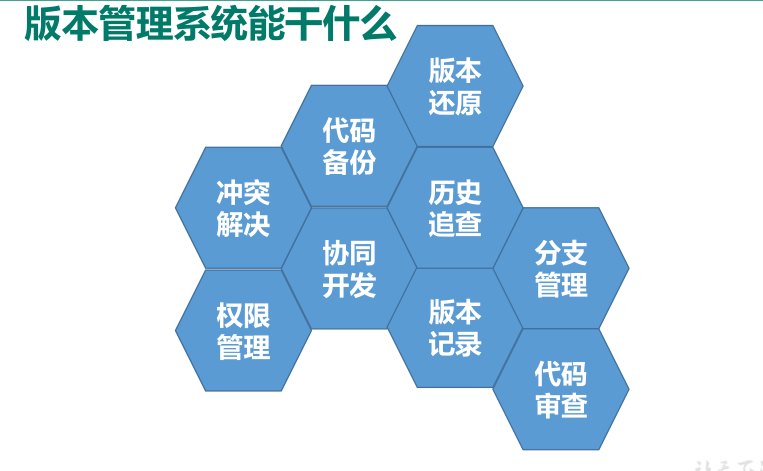 版本管理系统能干什么
版本
还原
代码
备份
冲突
解决
历史
追查
协同
开发
分支
管理
权限
管理
版本
记录
代码
审查